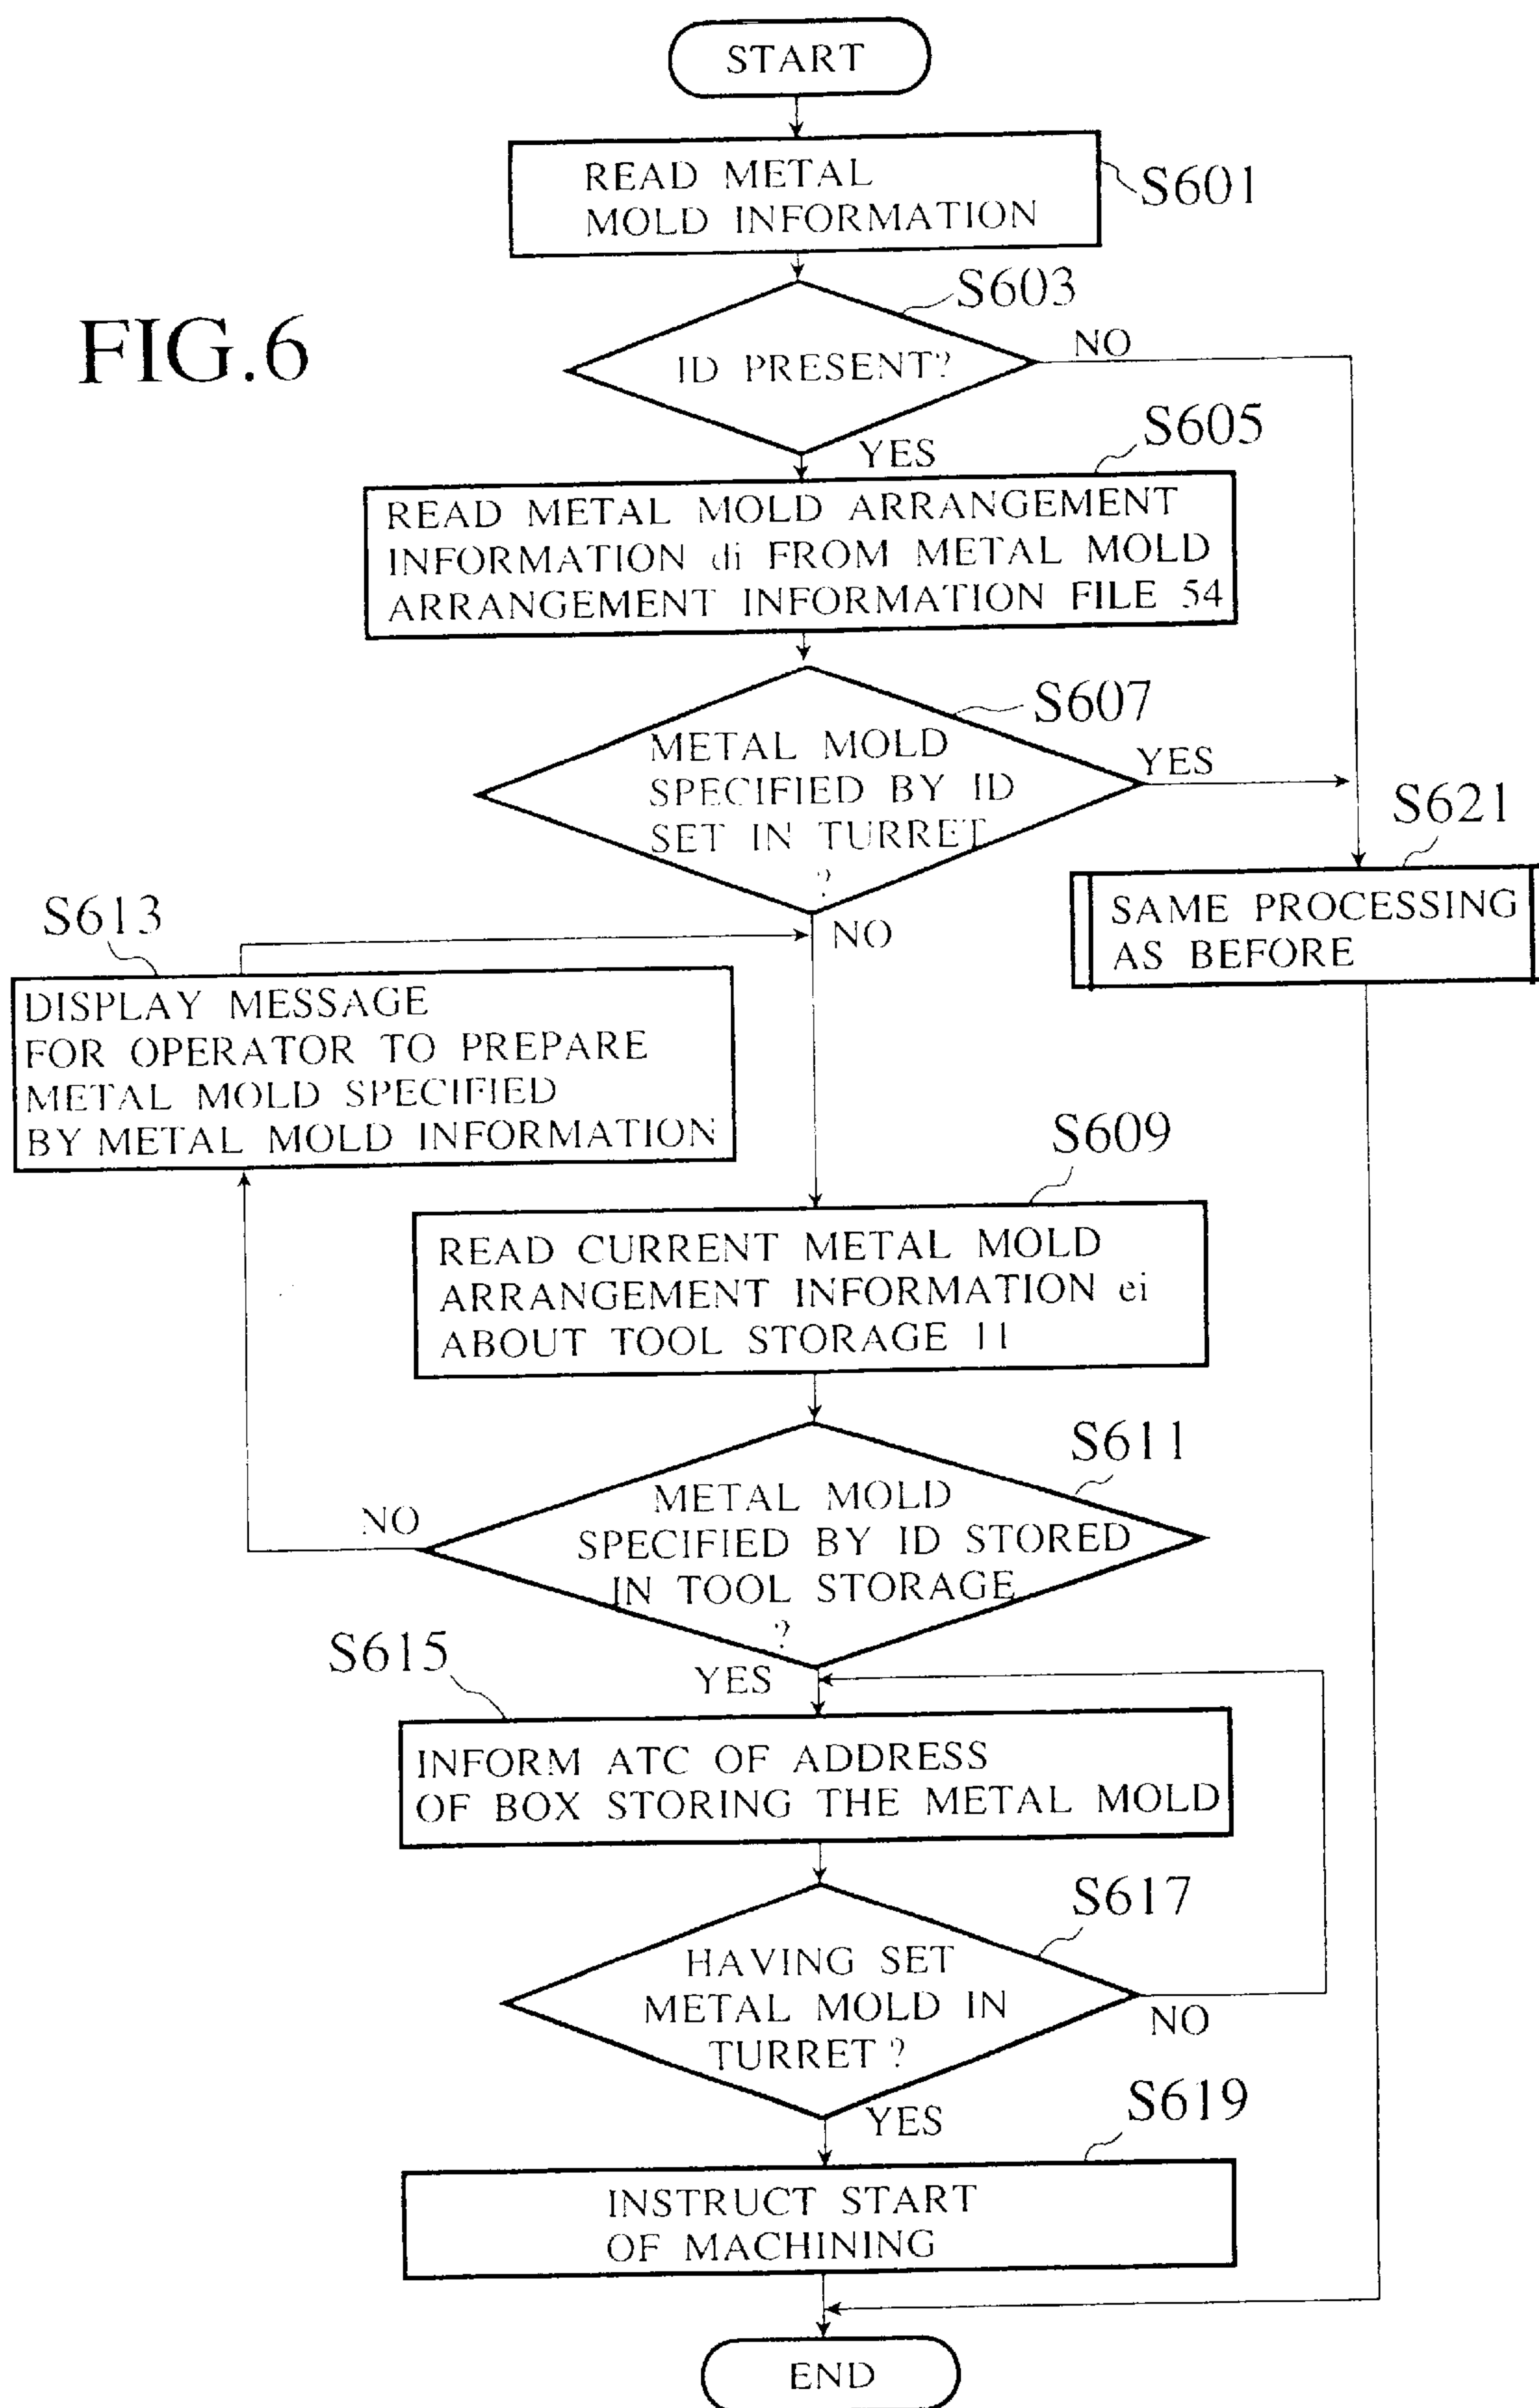 START
READ METAL
MOLD INFORMATION
S601
FIG.6
S603
ID PRESENT?
NO
YES
S605
READ METAL MOLD ARRANGEMENT
INFORMATION di FROM METAL MOLD
ARRANGEMENT INFORMATION FILE 54
S607
METAL MOLD
SPECIFIED BY ID
SET IN TURRET
?
YES
NO
S621
SAME PROCESSING
AS BEFORE
S613
DISPLAY MESSAGE
FOR OPERATOR TO PREPARE
METAL MOLD SPECIFIED
BY METAL MOLD INFORMATION
S609
READ CURRENT METAL MOLD
ARRANGEMENT INFORMATION ei
ABOUT TOOL STORAGE 11
S611
METAL MOLD
SPECIFIED BY ID STORED
IN TOOL STORAGE
?
NO
YES
S615
INFORM ATC OF ADDRESS
OF BOX STORING THE METAL MOLD
S617
HAVING SET
METAL MOLD IN
TURRET ?
NO
YES
S619
INSTRUCT START
OF MACHINING
END